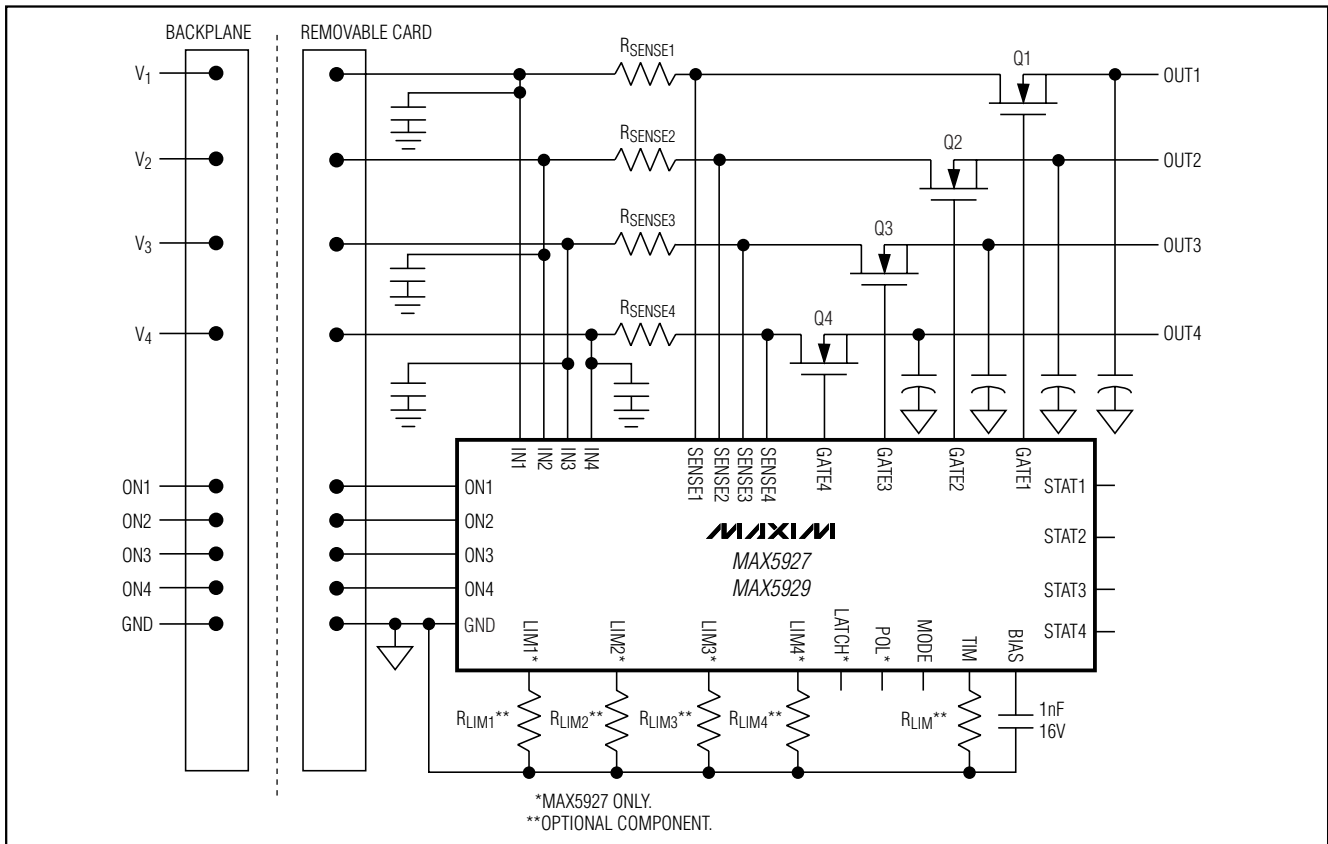 BACKPLANE
REMOVABLE CARD
RSENSE1
Q1
V1
OUT1
RSENSE2
Q2
V2
OUT2
RSENSE3
Q3
V3
OUT3
RSENSE4
Q4
V4
OUT4
IN1
IN2
IN3
IN4
SENSE1
SENSE2
SENSE3
SENSE4
GATE4
GATE3
GATE2
GATE1
ON1
ON1
STAT1
ON2
ON2
MAXIM
STAT2
ON3
ON3
MAX5927
ON4
ON4
MAX5929
STAT3
GND
GND
STAT4
LIM1*
LIM2*
LIM3*
LIM4*
LATCH*
POL*
MODE
TIM
BIAS
RLIM1**
RLIM2**
RLIM3**
RLIM4**
RLIM**
1nF
16V
*MAX5927 ONLY.
**OPTIONAL COMPONENT.